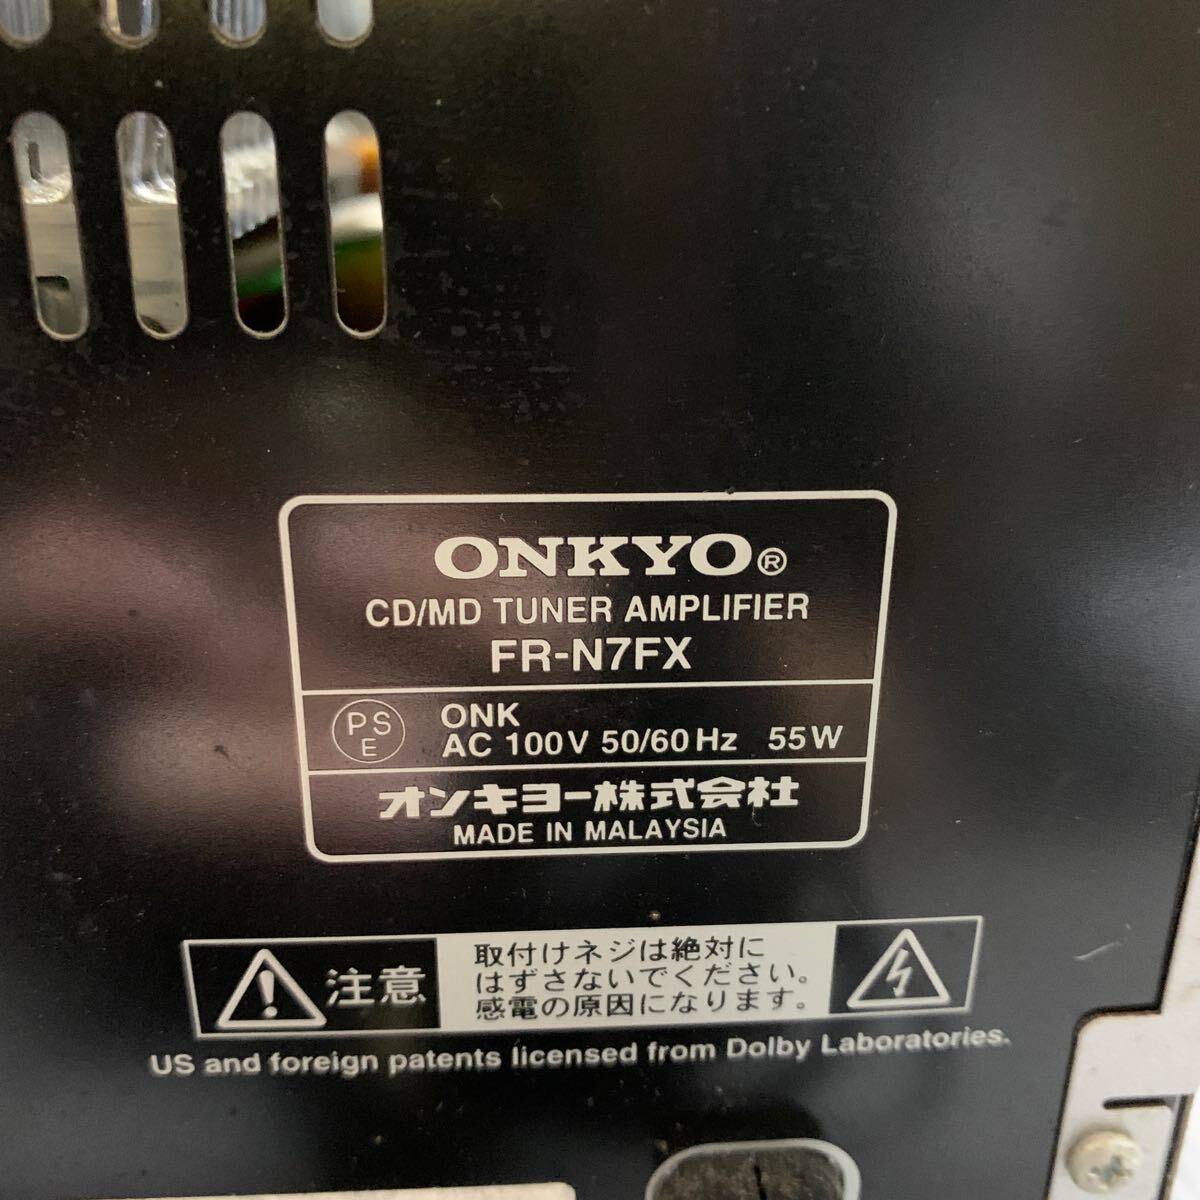 ONKYO®
CD/MD TUNER AMPLIFIER
FR-N7FX
PS
E
ONK
AC 100V 50/60Hz 55W
オンキヨー株式会社
MADE IN MALAYSIA
注意
取付けネジは絶対に
はずさないでください。
感電の原因になります。
US and foreign patents licensed from Dolby Laboratories.